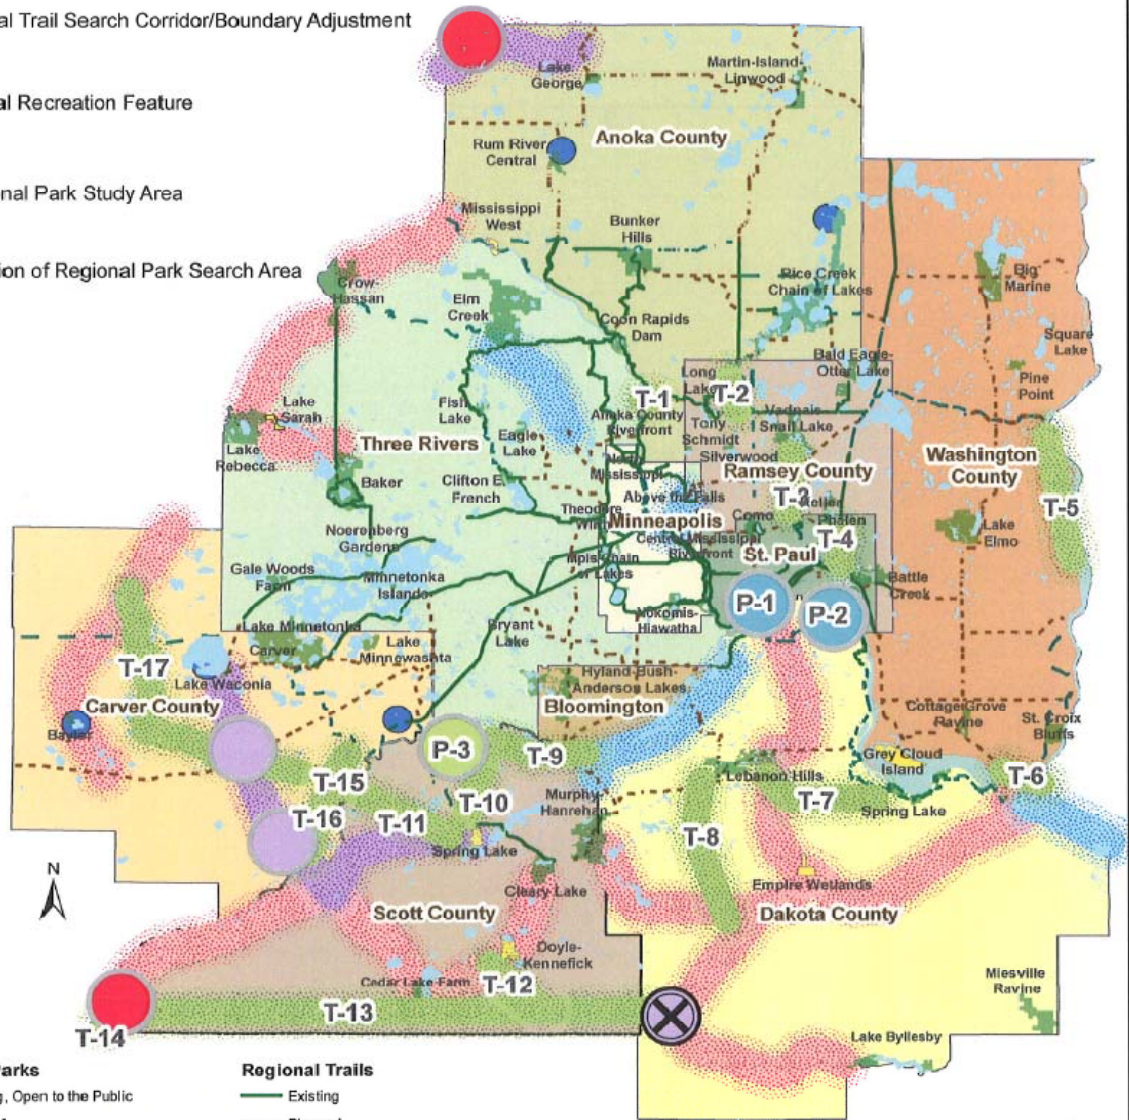 al Trail Search Corridor/Boundary Adjustment
al Recreation Feature
nal Park Study Area
ion of Regional Park Search Area
Lake
George
Martin-Island-
Linwood
Rum River
Central
Anoka County
Mississippi
West
Bunker
Hills
Crow-
Hassan
Elm
Creek
Rice Creek
Chain of Lakes
Big
Marine
Coon Rapids
Dam
Square
Lake
Bald Eagle-
Otter Lake
Long
Lake
T-2
T-1
Pine
Point
Lake
Sarah
Fish
Lake
Anoka County
Riverfront
Tony
Schmidt
Vadnais-
Snail Lake
Lake
Rebecca
Three Rivers
Eagle
Lake
Silverwood
Washington
County
North
Mississippi
Ramsey County
Baker
Clifton E.
French
Above the Falls
T-3
Keller
T-5
Theodore
Wirth
Minneapolis
Como
Phalen
Lake
Elmo
Noerenberg
Gardens
Central Mississippi
Riverfront
T-4
St. Paul
Mpls Chain
of Lakes
Gale Woods
Farm
Minnetonka
Islands
Battle
Creek
P-1
P-2
Nokomis-
Hiawatha
Lake Minnetonka
Bryant
Lake
Carver
Lake
Minnewashta
T-17
Lake Waconia
Hyland-Bush-
Anderson Lakes
Carver County
Bloomington
Cottage Grove
Ravine
St. Croix
Bluffs
Baylor
P-3
T-9
Grey Cloud
Island
T-15
Lebanon Hills
T-6
T-10
Murphy-
Hanrehan
T-7
Spring Lake
T-16
T-11
T-8
Spring Lake
N
Cleary Lake
Empire Wetlands
Scott County
Dakota County
Doyle-
Kennefick
Cedar Lake Farm
T-12
Miesville
Ravine
T-13
T-14
Lake Byllesby
Parks
Regional Trails
g, Open to the Public
Existing